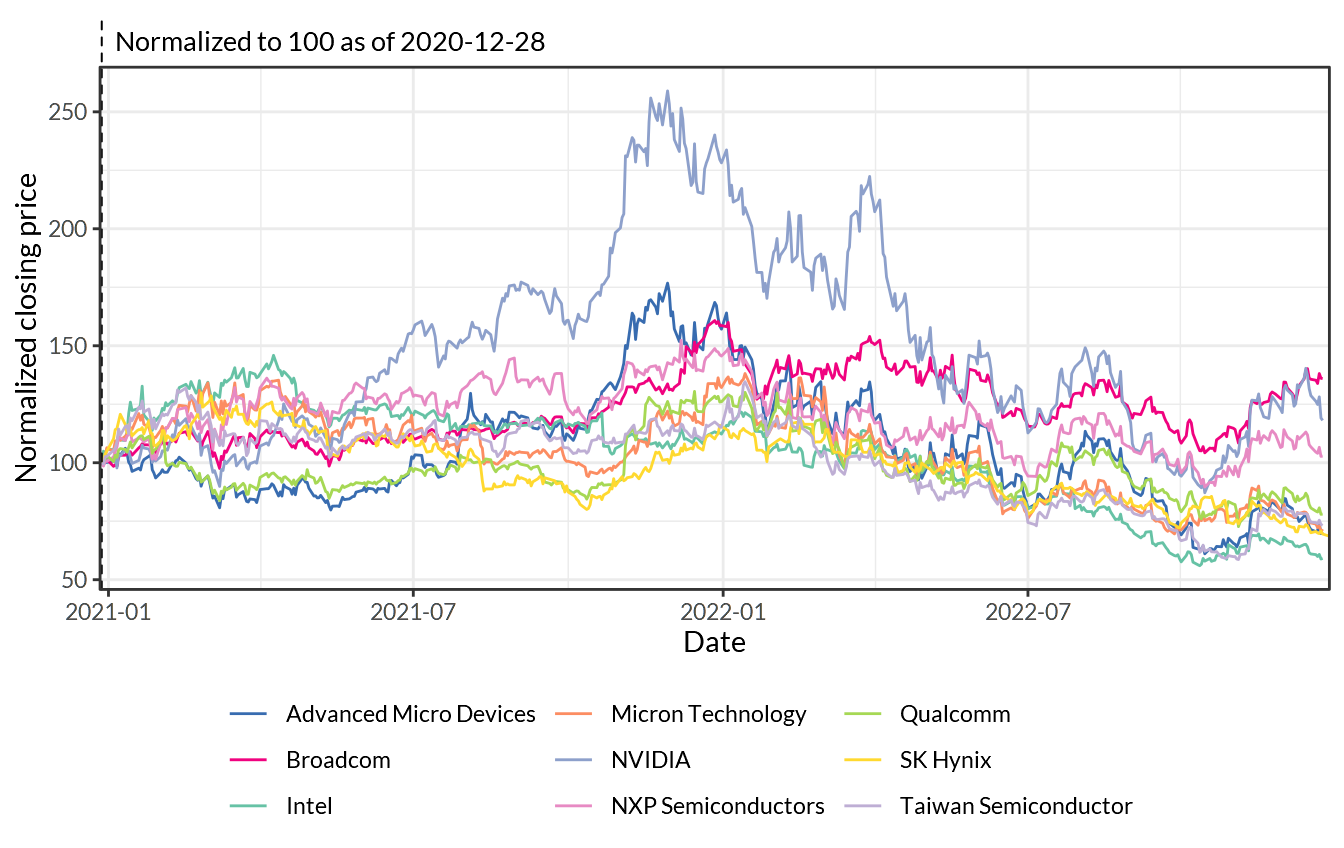 Normalized to 100 as of 2020-12-28
Normalized closing price
250
200
150
100
50
2021-01 2021-07 2022-01 2022-07
Date
Advanced Micro Devices Micron Technology Qualcomm
Broadcom NVIDIA SK Hynix
Intel NXP Semiconductors Taiwan Semiconductor